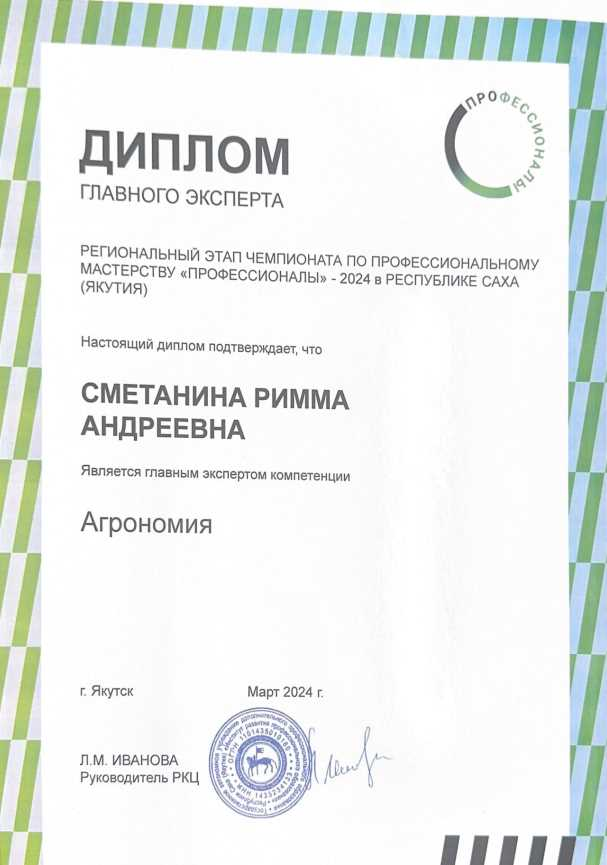 ПРОФЕССИОНАЛЫ
ДИПЛОМ
ГЛАВНОГО ЭКСПЕРТА
РЕГИОНАЛЬНЫЙ ЭТАП ЧЕМПИОНАТА ПО ПРОФЕССИОНАЛЬНОМУ
МАСТЕРСТВУ «ПРОФЕССИОНАЛЫ» - 2024 в РЕСПУБЛИКЕ САХА
(ЯКУТИЯ)
Настоящий диплом подтверждает, что
СМЕТАНИНА РИММА
АНДРЕЕВНА
Является главным экспертом компетенции
Агрономия
г. Якутск Март 2024 г.
Л.М. ИВАНОВА
Руководитель РКЦ